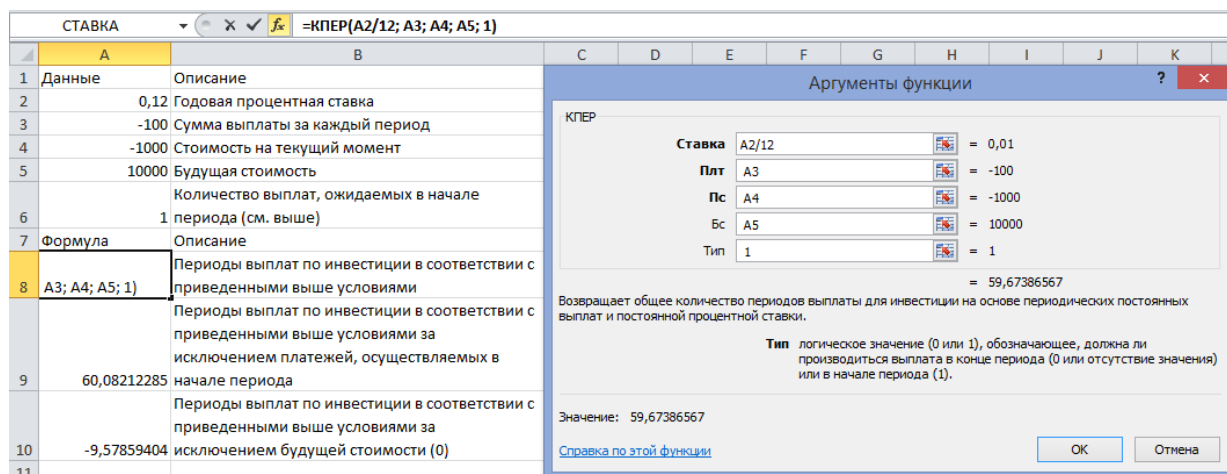 СТАВКА fx =КПЕР(A2/12; A3; A4; A5; 1)
A B C D E F G H I J K
1 Данные Описание
2 0,12 Годовая процентная ставка
3 -100 Сумма выплаты за каждый период
4 -1000 Стоимость на текущий момент
5 10000 Будущая стоимость
Количество выплат, ожидаемых в начале
6 1 периода (см. выше)
7 Формула Описание
Периоды выплат по инвестиции в соответствии с
8 A3; A4; A5; 1) приведенными выше условиями
Периоды выплат по инвестиции в соответствии с
приведенными выше условиями за
исключением платежей, осуществляемых в
9 60,08212285 начале периода
Периоды выплат по инвестиции в соответствии с
приведенными выше условиями за
10 -9,57859404 исключением будущей стоимости (0)
11
Аргументы функции ? ×
КПЕР
Ставка A2/12 = 0,01
Плт A3 = -100
Пс A4 = -1000
Бс A5 = 10000
Тип 1 = 1
= 59,67386567
Возвращает общее количество периодов выплаты для инвестиции на основе периодических постоянных
выплат и постоянной процентной ставки.
Тип логическое значение (0 или 1), обозначающее, должна ли
производиться выплата в конце периода (0 или отсутствие значения)
или в начале периода (1).
Значение: 59,67386567
Справка по этой функции ОК Отмена